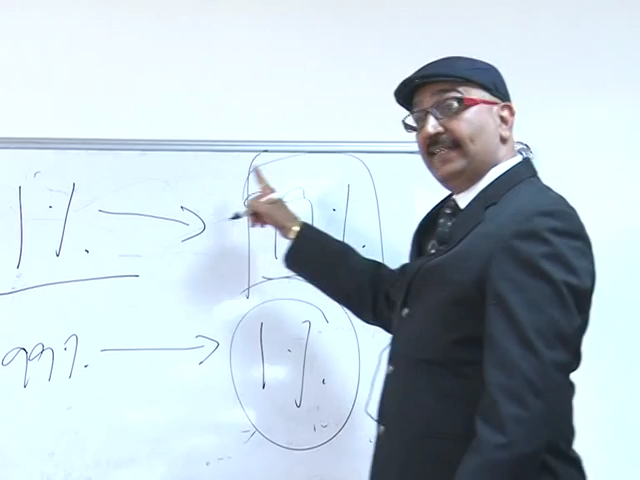 1%. → %.
99%. → 1%.